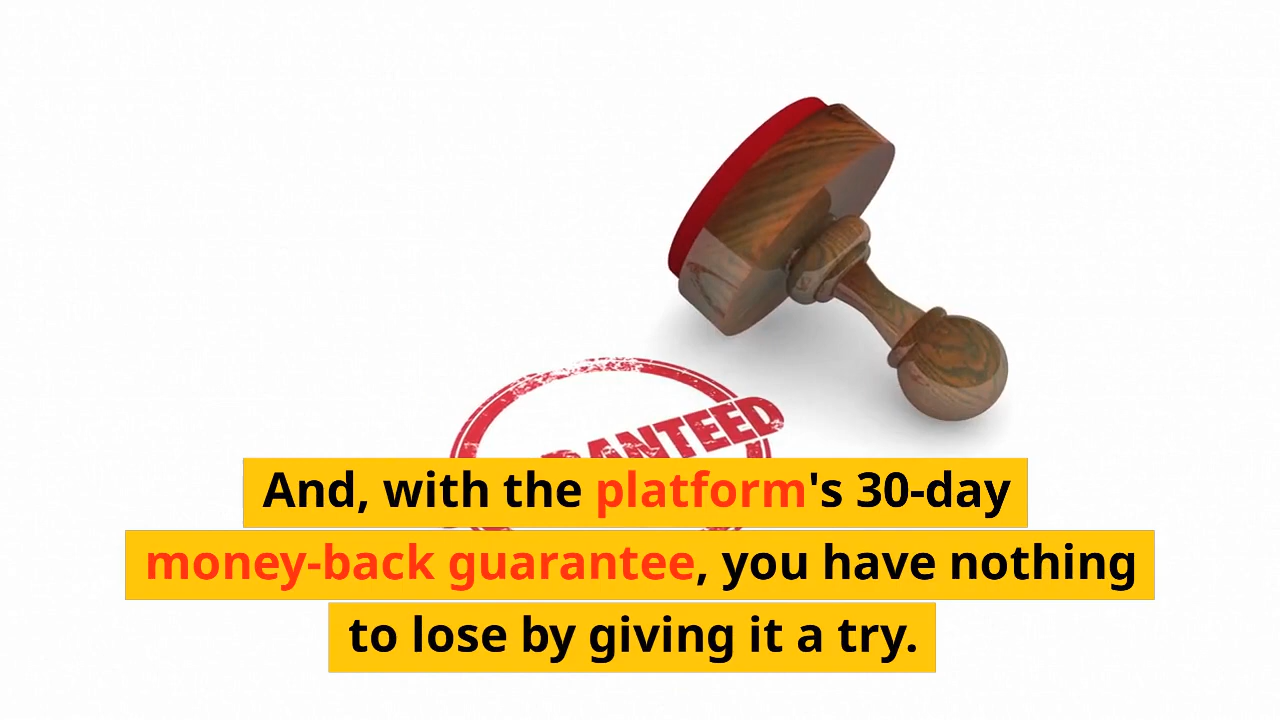 And, with the platform's 30-day
money-back guarantee, you have nothing
to lose by giving it a try.